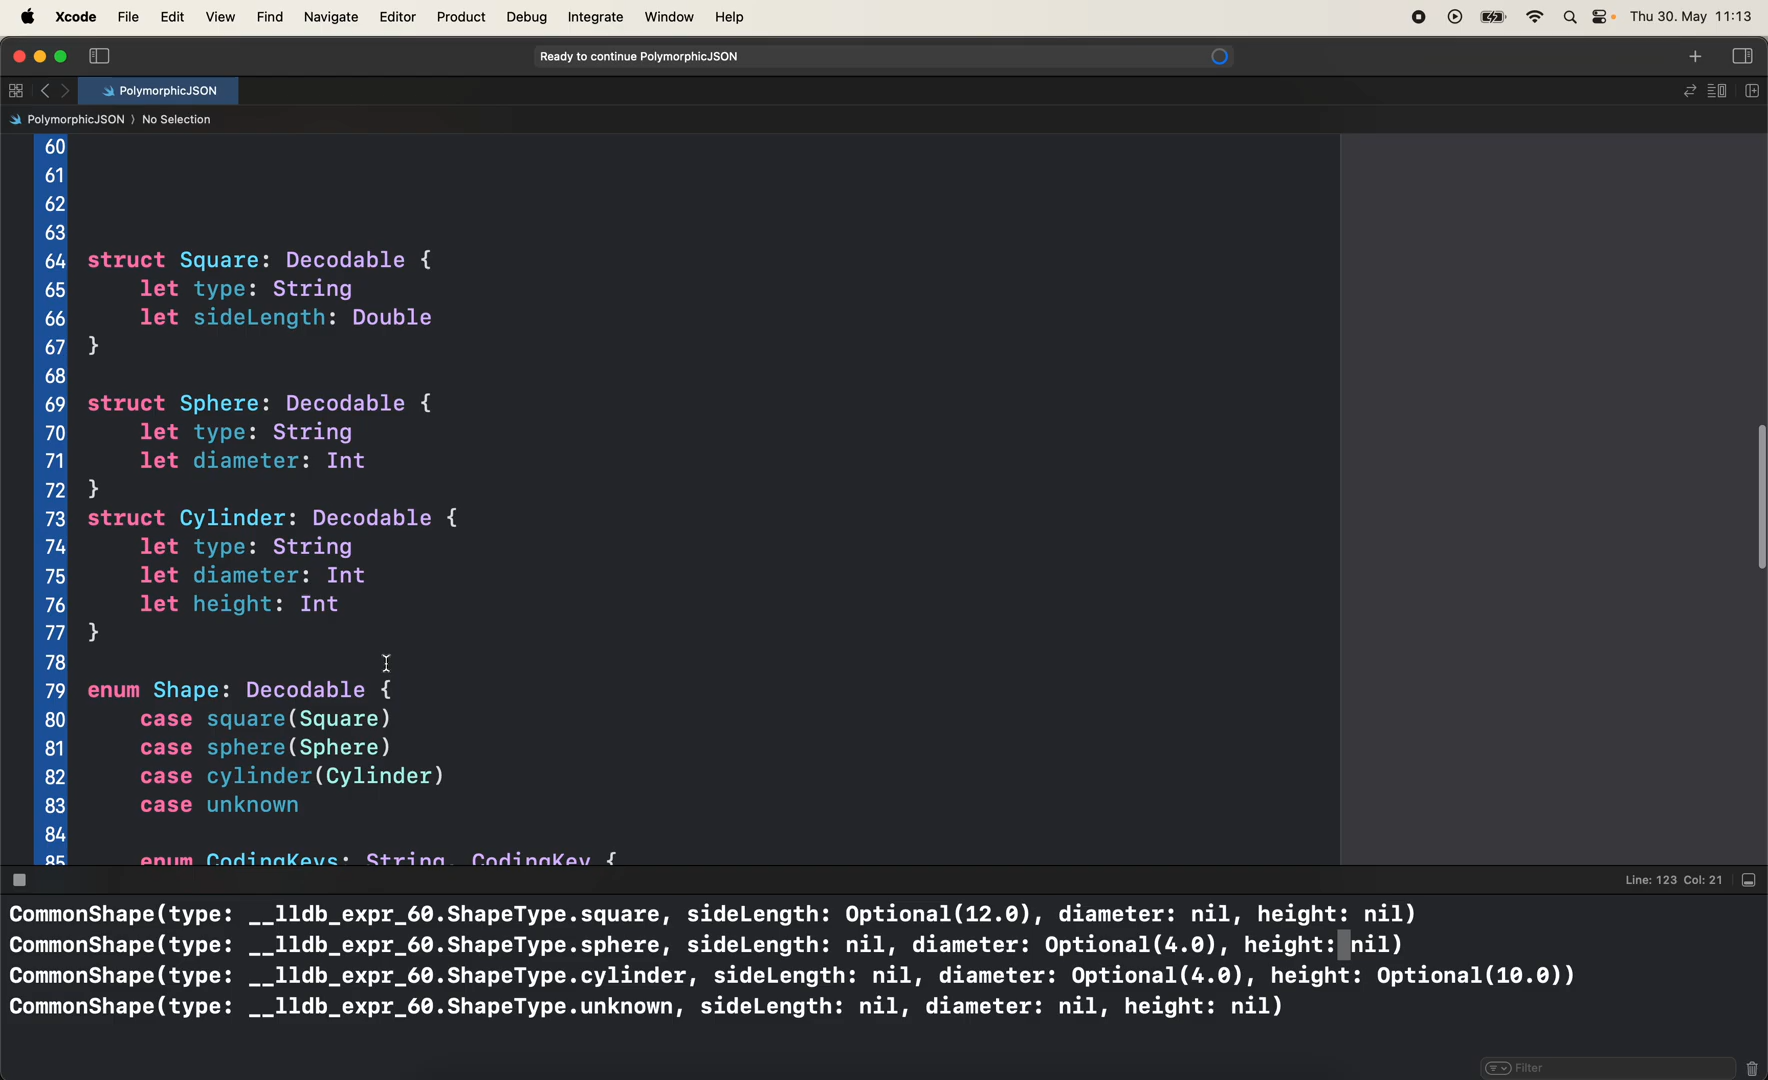 Xcode File Edit View Find Navigate Editor Product Debug Integrate Window Help Thu 30. May 11:13
Ready to continue PolymorphicJSON
PolymorphicJSON
PolymorphicJSON 〉 No Selection
60
61
62
63
64 struct Square: Decodable {
65 let type: String
66 let sideLength: Double
67 }
68
69 struct Sphere: Decodable {
70 let type: String
71 let diameter: Int
72 }
73 struct Cylinder: Decodable {
74 let type: String
75 let diameter: Int
76 let height: Int
77 }
78
79 enum Shape: Decodable {
80 case square(Square)
81 case sphere(Sphere)
82 case cylinder(Cylinder)
83 case unknown
84
85 enum CodingKeys: String, CodingKey {
Line: 123 Col: 21
CommonShape(type: __lldb_expr_60.ShapeType.square, sideLength: Optional(12.0), diameter: nil, height: nil)
CommonShape(type: __lldb_expr_60.ShapeType.sphere, sideLength: nil, diameter: Optional(4.0), height: nil)
CommonShape(type: __lldb_expr_60.ShapeType.cylinder, sideLength: nil, diameter: Optional(4.0), height: Optional(10.0))
CommonShape(type: __lldb_expr_60.ShapeType.unknown, sideLength: nil, diameter: nil, height: nil)
Filter